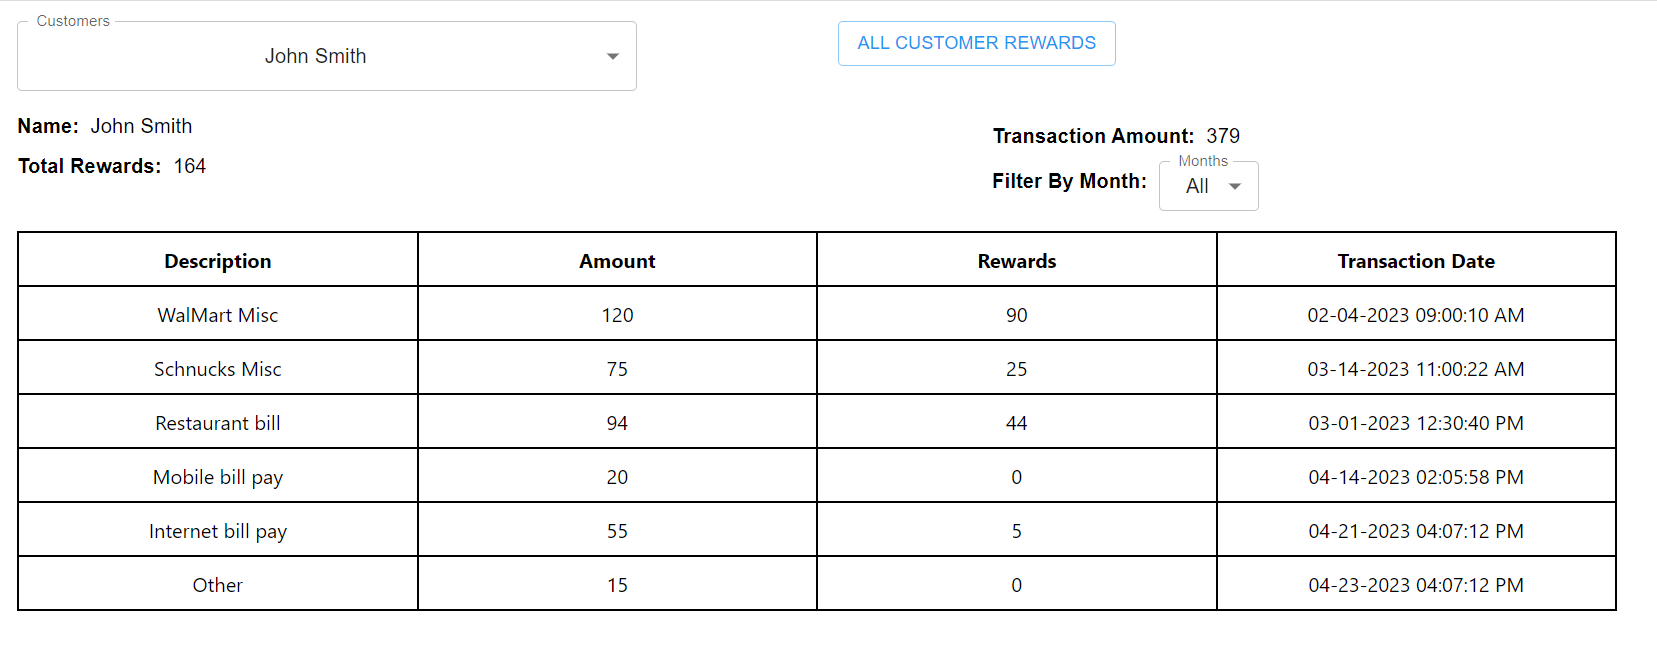 Customers
John Smith
ALL CUSTOMER REWARDS
Name: John Smith
Total Rewards: 164
Transaction Amount: 379
Filter By Month: Months All
Description Amount Rewards Transaction Date
WalMart Misc 120 90 02-04-2023 09:00:10 AM
Schnucks Misc 75 25 03-14-2023 11:00:22 AM
Restaurant bill 94 44 03-01-2023 12:30:40 PM
Mobile bill pay 20 0 04-14-2023 02:05:58 PM
Internet bill pay 55 5 04-21-2023 04:07:12 PM
Other 15 0 04-23-2023 04:07:12 PM